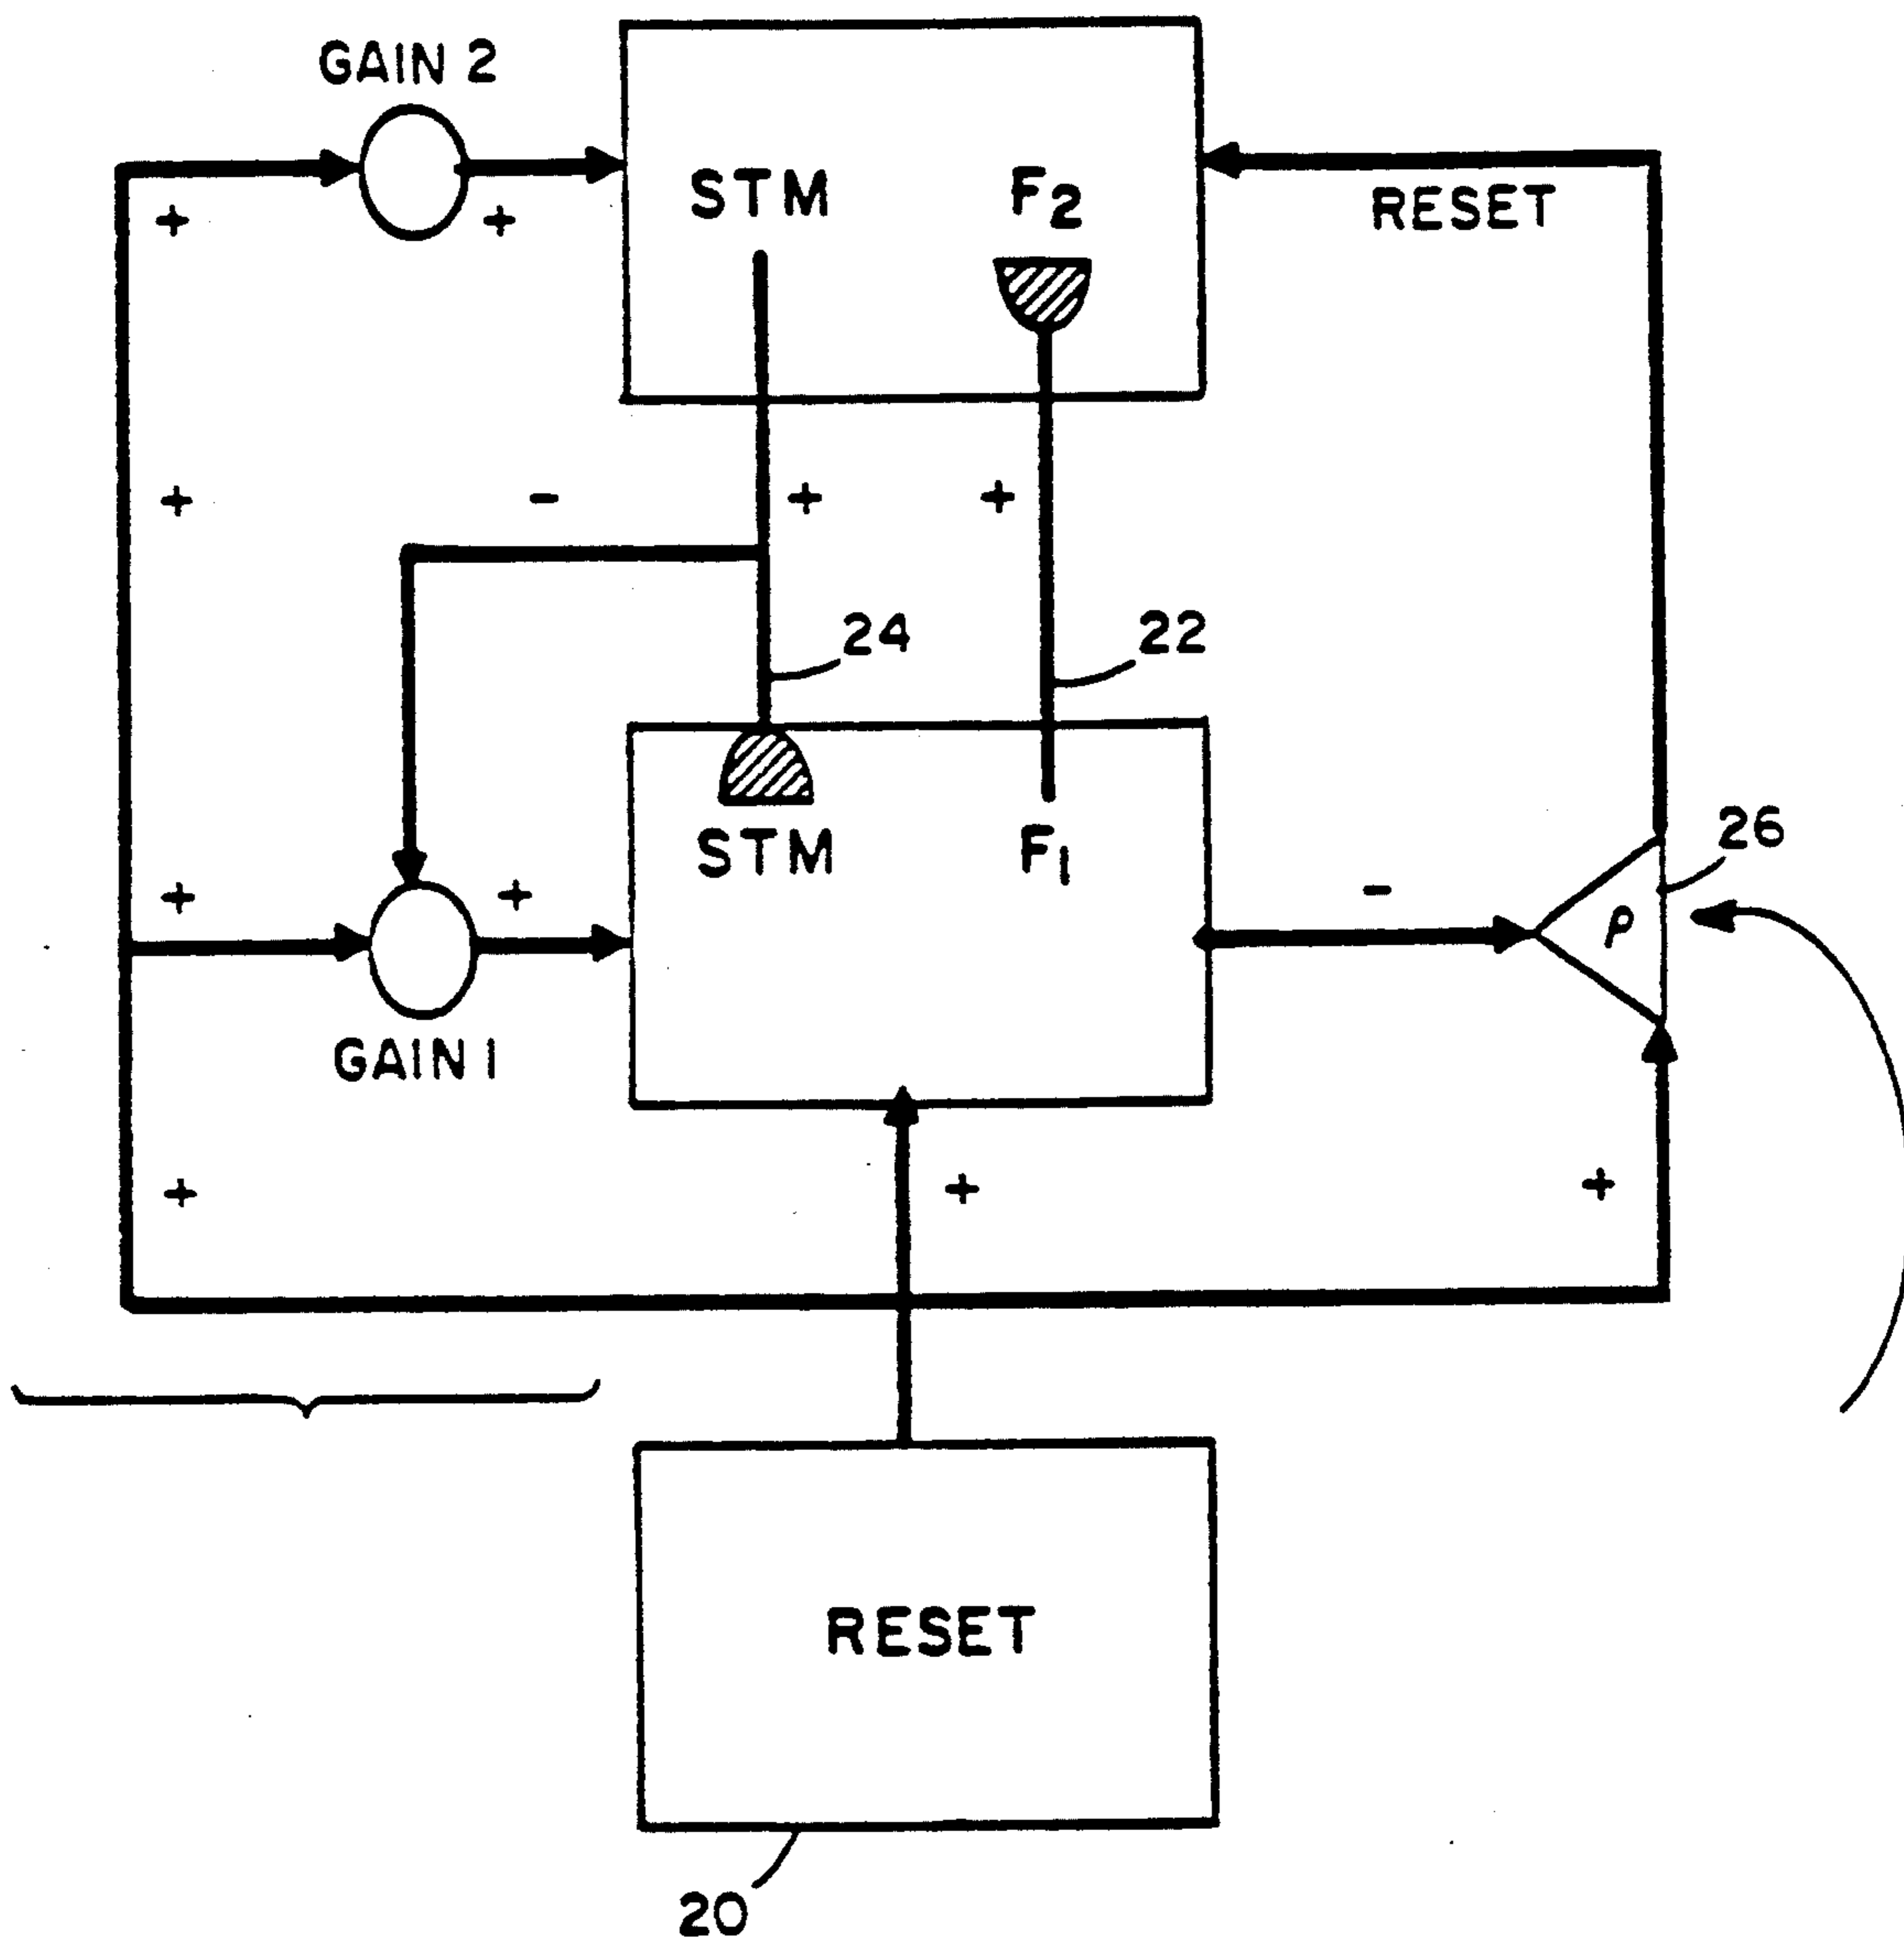 GAIN 2
STM F2
RESET
+ +
+ - + +
24 22
STM F1
26
+ + - ρ
GAIN 1
+ + +
RESET
20